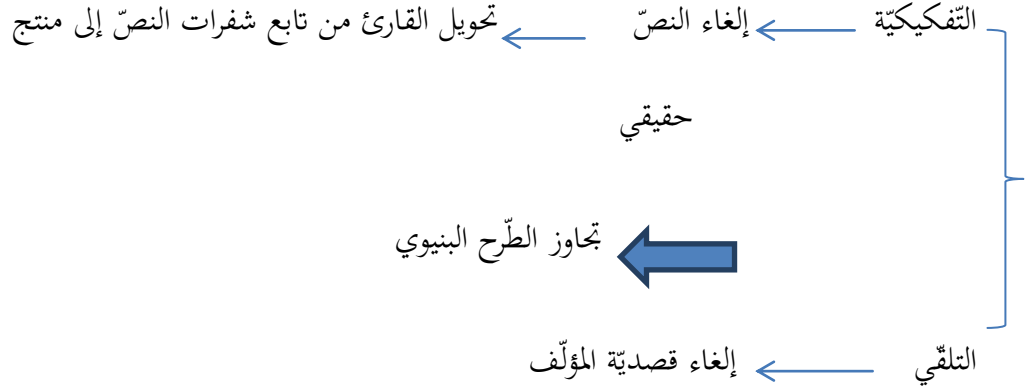 التّفكيكيّة إلغاء النصّ تحويل القارئ من تابع شفرات النصّ إلى منتج
حقيقي
تجاوز الطّرح البنيوي
التلقّي إلغاء قصديّة المؤلّف